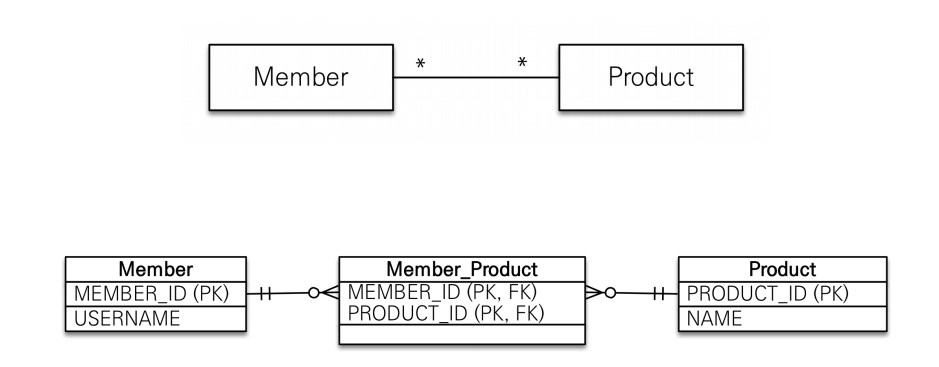 Member * * Product
Member
MEMBER_ID (PK)
USERNAME
Member_Product
MEMBER_ID (PK, FK)
PRODUCT_ID (PK, FK)
Product
PRODUCT_ID (PK)
NAME